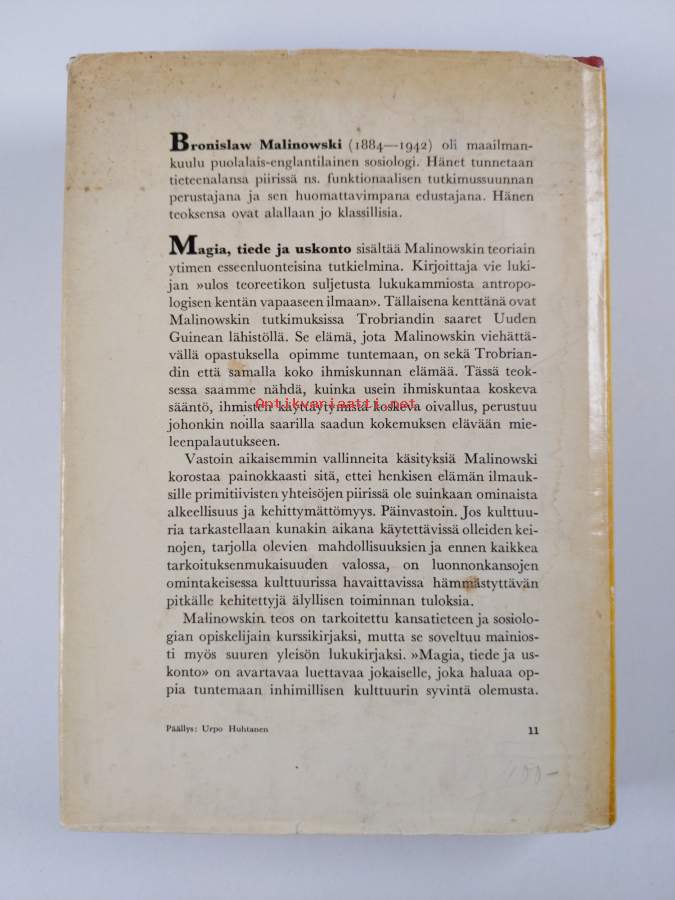 Bronislaw Malinowski (1884—1942) oli maailman-
kuulu puolalais-englantilainen sosiologi. Hänet tunnetaan
tieteenalansa piirissä ns. funktionaalisen tutkimussuunnan
perustajana ja sen huomattavimpana edustajana. Hänen
teoksensa ovat alallaan jo klassillisia.
Magia, tiede ja uskonto sisältää Malinowskin teoriain
ytimen esseenluonteisina tutkielmina. Kirjoittaja vie luki-
jan »ulos teoreetikon suljetusta lukukammiosta antropo-
logisen kentän vapaaseen ilmaan». Tällaisena kenttänä ovat
Malinowskin tutkimuksissa Trobriandin saaret Uuden
Guinean lähistöllä. Se elämä, jota Malinowskin viehättä-
vällä opastuksella opimme tuntemaan, on sekä Trobrian-
din että samalla koko ihmiskunnan elämää. Tässä teok-
sessa saamme nähdä, kuinka usein ihmiskuntaa koskeva
Antikvariaatti.net
sääntö, ihmisten käyttäytymistä koskeva oivallus, perustuu
johonkin noilla saarilla saadun kokemuksen elävään mie-
leenpalautukseen.
Vastoin aikaisemmin vallinneita käsityksiä Malinowski
korostaa painokkaasti sitä, ettei henkisen elämän ilmauk-
sille primitiivisten yhteisöjen piirissä ole suinkaan ominaista
alkeellisuus ja kehittymättömyys. Päinvastoin. Jos kulttuu-
ria tarkastellaan kunakin aikana käytettävissä olleiden kei-
nojen, tarjolla olevien mahdollisuuksien ja ennen kaikkea
tarkoituksenmukaisuuden valossa, on luonnonkansojen
omintakeisessa kulttuurissa havaittavissa hämmästyttävän
pitkälle kehitettyjä älyllisen toiminnan tuloksia.
Malinowskin teos on tarkoitettu kansatieteen ja sosiolo-
gian opiskelijain kurssikirjaksi, mutta se soveltuu mainios-
ti myös suuren yleisön lukukirjaksi. »Magia, tiede ja us-
konto» on avartavaa luettavaa jokaiselle, joka haluaa op-
pia tuntemaan inhimillisen kulttuurin syvintä olemusta.
Päällys: Urpo Huhtanen
11